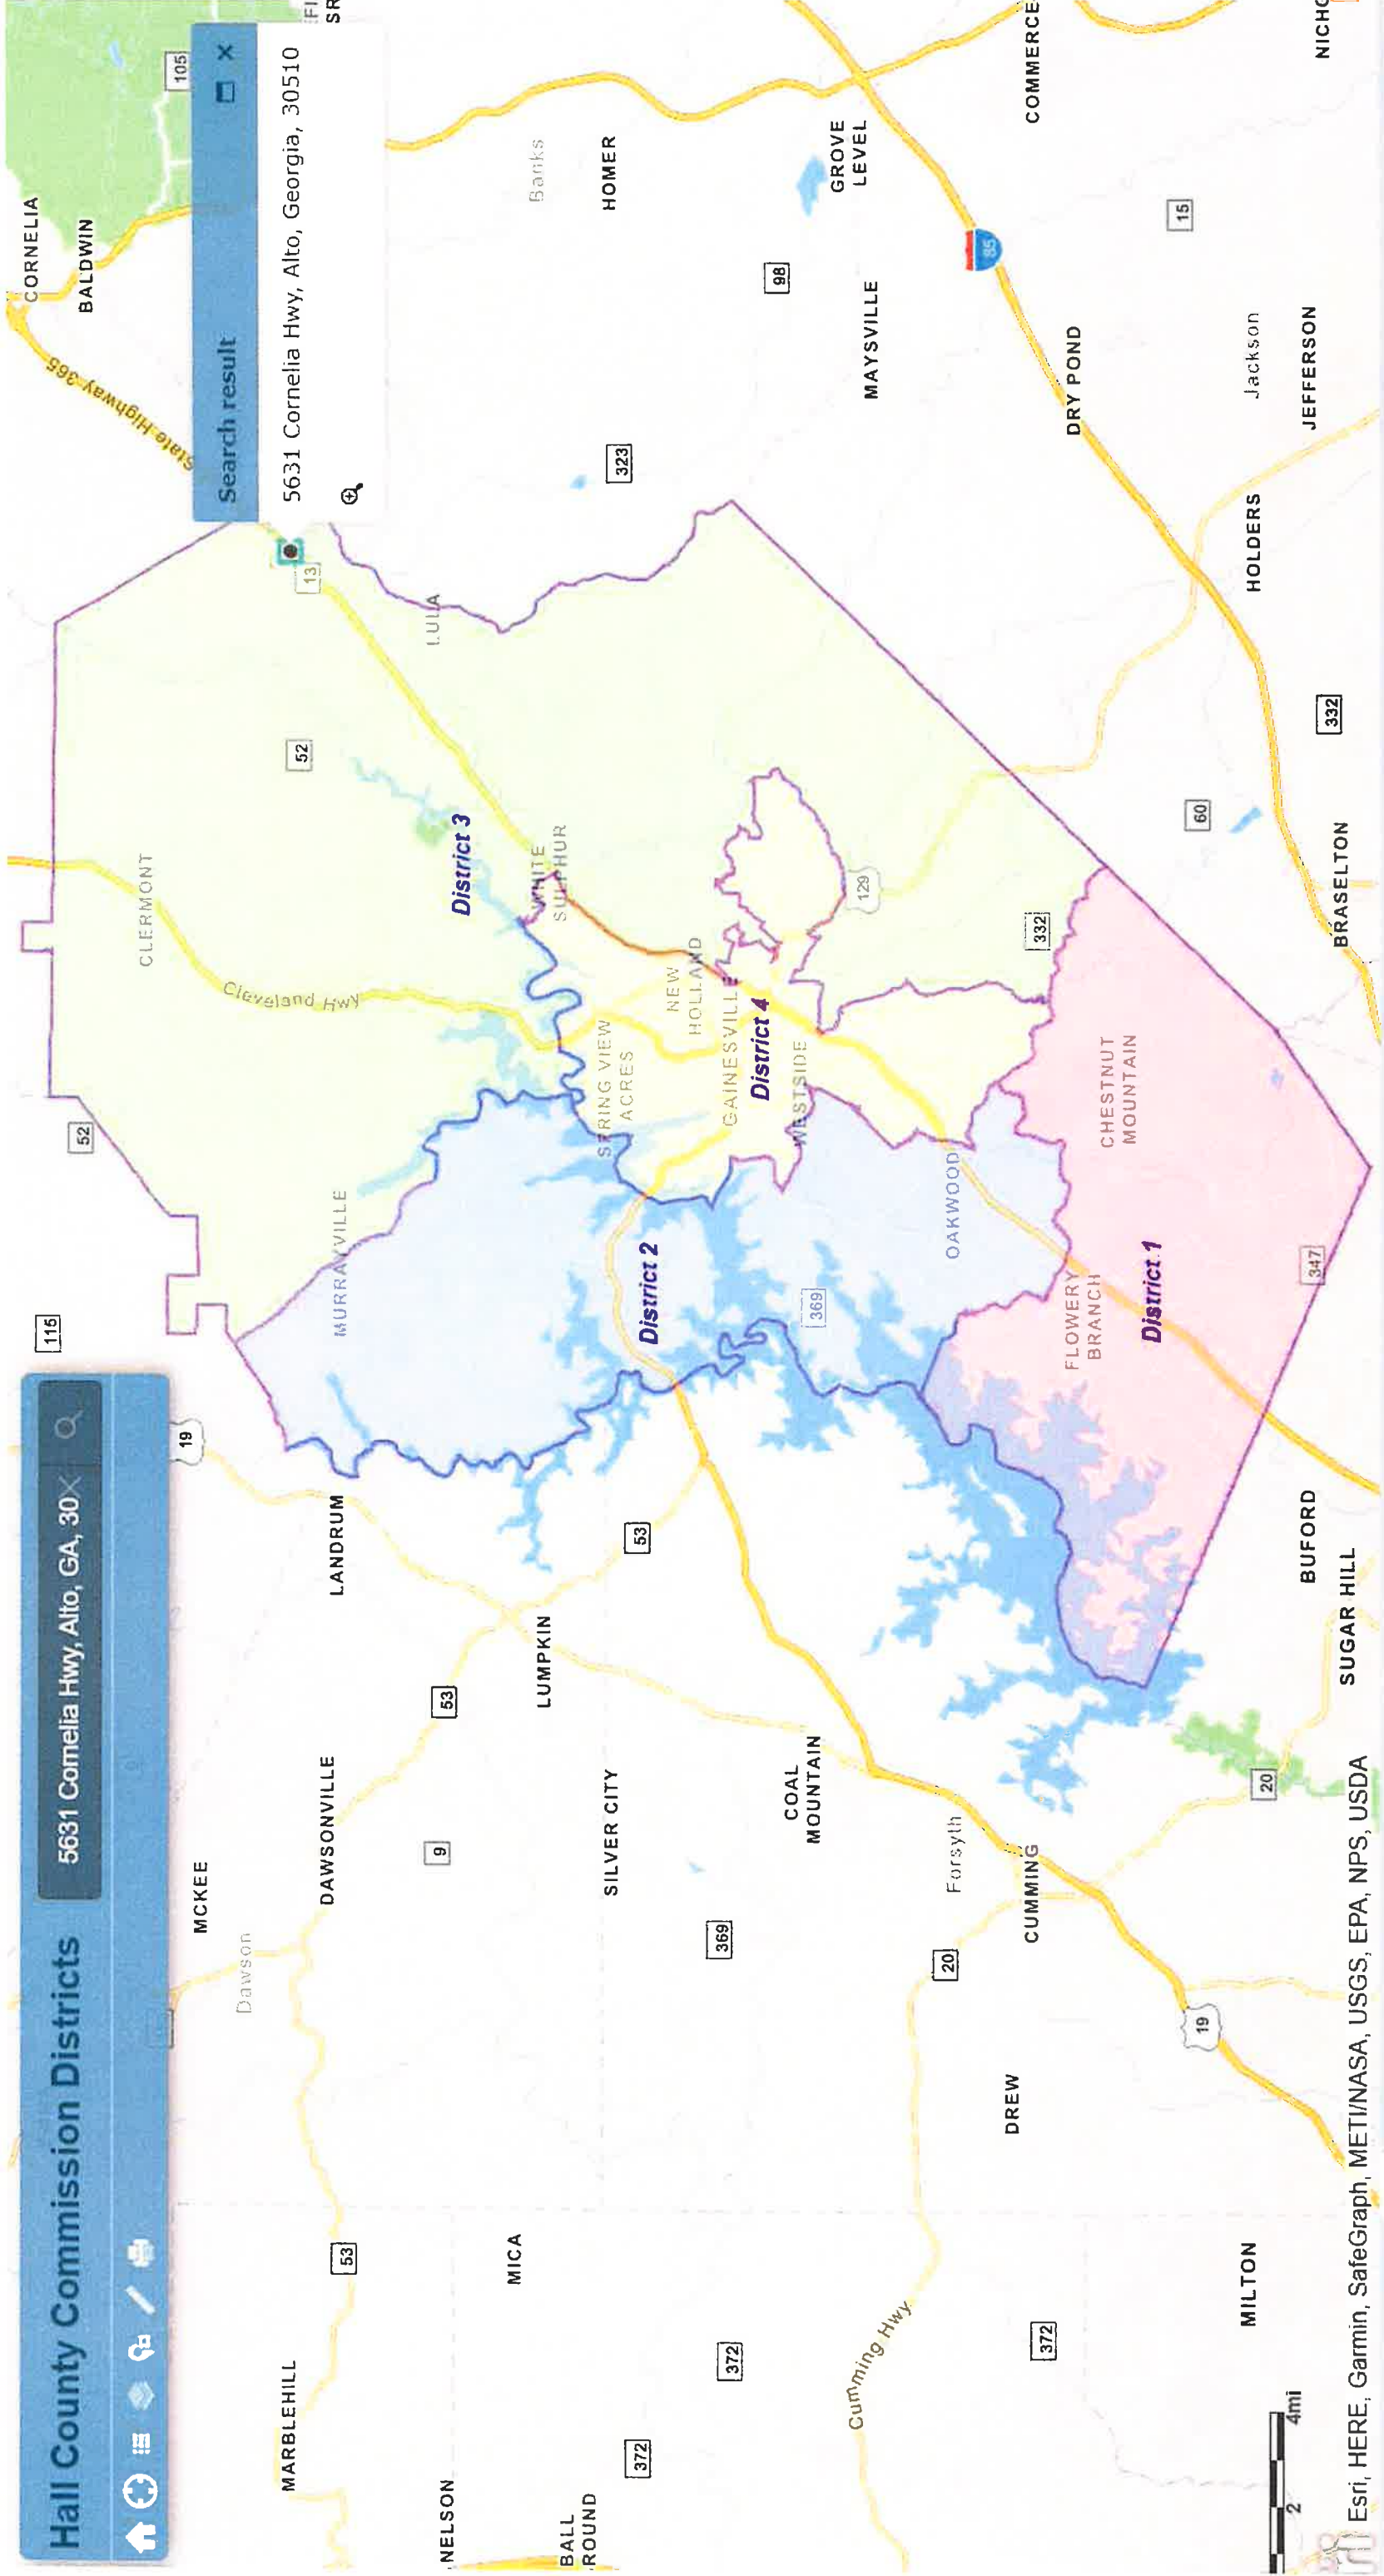 Hall County Commission Districts
5631 Cornelia Hwy, Alto, GA, 30
Search result
5631 Cornelia Hwy, Alto, Georgia, 30510
CORNELIA
BALDWIN
State Highway 365
105
115
52
19
MCKEE
Dawson
DAWSONVILLE
LANDRUM
MURRAYVILLE
CLERMONT
Cleveland Hwy
52
13
LULA
MARBLEHILL
53
9
53
LUMPKIN
53
District 3
WHITE
SULPHUR
323
Banks
HOMER
NELSON
MICA
BALL
ROUND
372
372
SILVER CITY
369
District 2
SPRING VIEW
ACRES
NEW
HOLLAND
GAINESVILLE
District 4
WESTSIDE
98
GROVE
LEVEL
MAYSVILLE
COAL
MOUNTAIN
369
129
Cumming Hwy
Forsyth
20
CUMMING
OAKWOOD
332
85
COMMERCE
DREW
372
DRY POND
FLOWERY
BRANCH
CHESTNUT
MOUNTAIN
District 1
15
60
19
MILTON
20
HOLDERS
Jackson
JEFFERSON
BUFORD
347
332
BRASELTON
SUGAR HILL
NICHO
2
4mi
Esri, HERE, Garmin, SafeGraph, METI/NASA, USGS, EPA, NPS, USDA